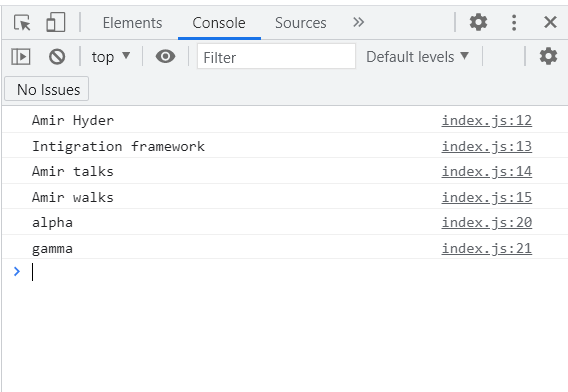 Elements Console Sources »
top ▼ Filter Default levels ▼
No Issues
Amir Hyder index.js:12
Intigration framework index.js:13
Amir talks index.js:14
Amir walks index.js:15
alpha index.js:20
gamma index.js:21
>